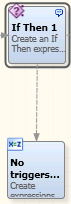 If Then 1
Create an If
Then expres...
x=z
No
triggers...
Create
expressions